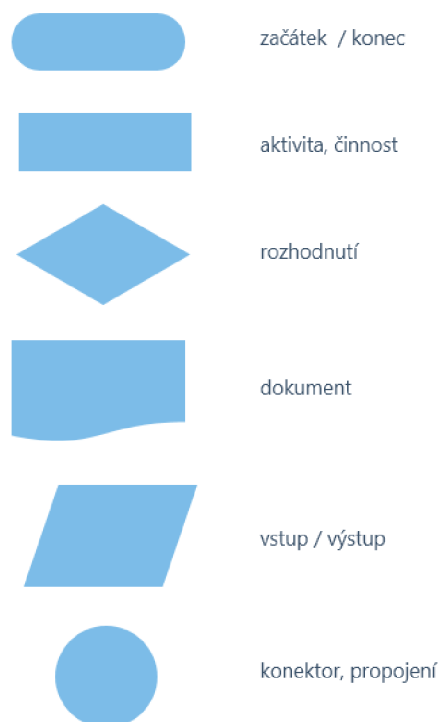 začátek / konec
aktivita, činnost
rozhodnutí
dokument
vstup / výstup
konektor, propojení